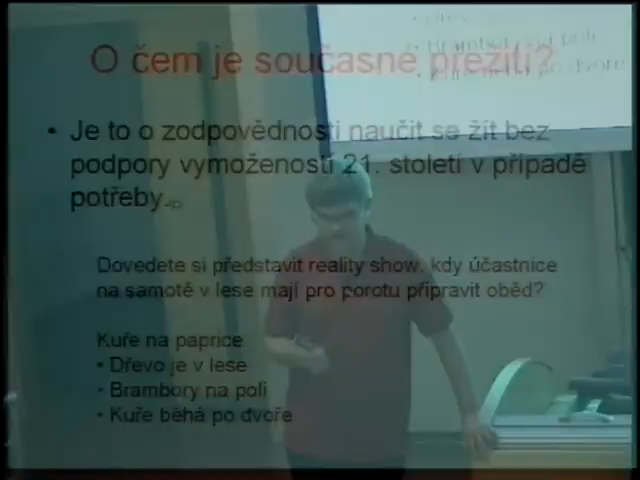 O čem je současné přežití?
• Je to o zodpovědnosti naučit se žít bez
podpory vymožeností 21. století v případě
potřeby...
Dovedete si představit reality show, kdy účastnice
na samotě v lese mají pro porotu připravit oběd?
Kuře na paprice
• Dřevo je v lese
• Brambory na poli
• Kuře běhá po dvoře